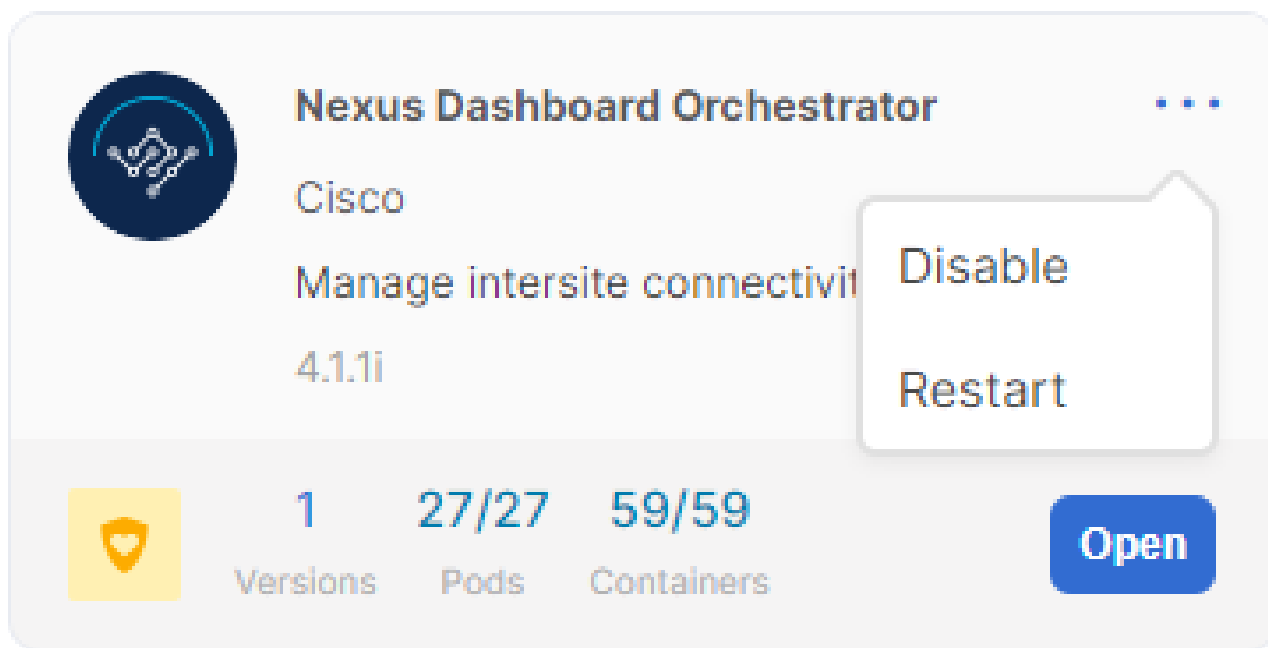 Nexus Dashboard Orchestrator
Cisco
Manage intersite
4.1.1i
Disable
Restart
1 27/27 59/59
Versions Pods Containers
Open